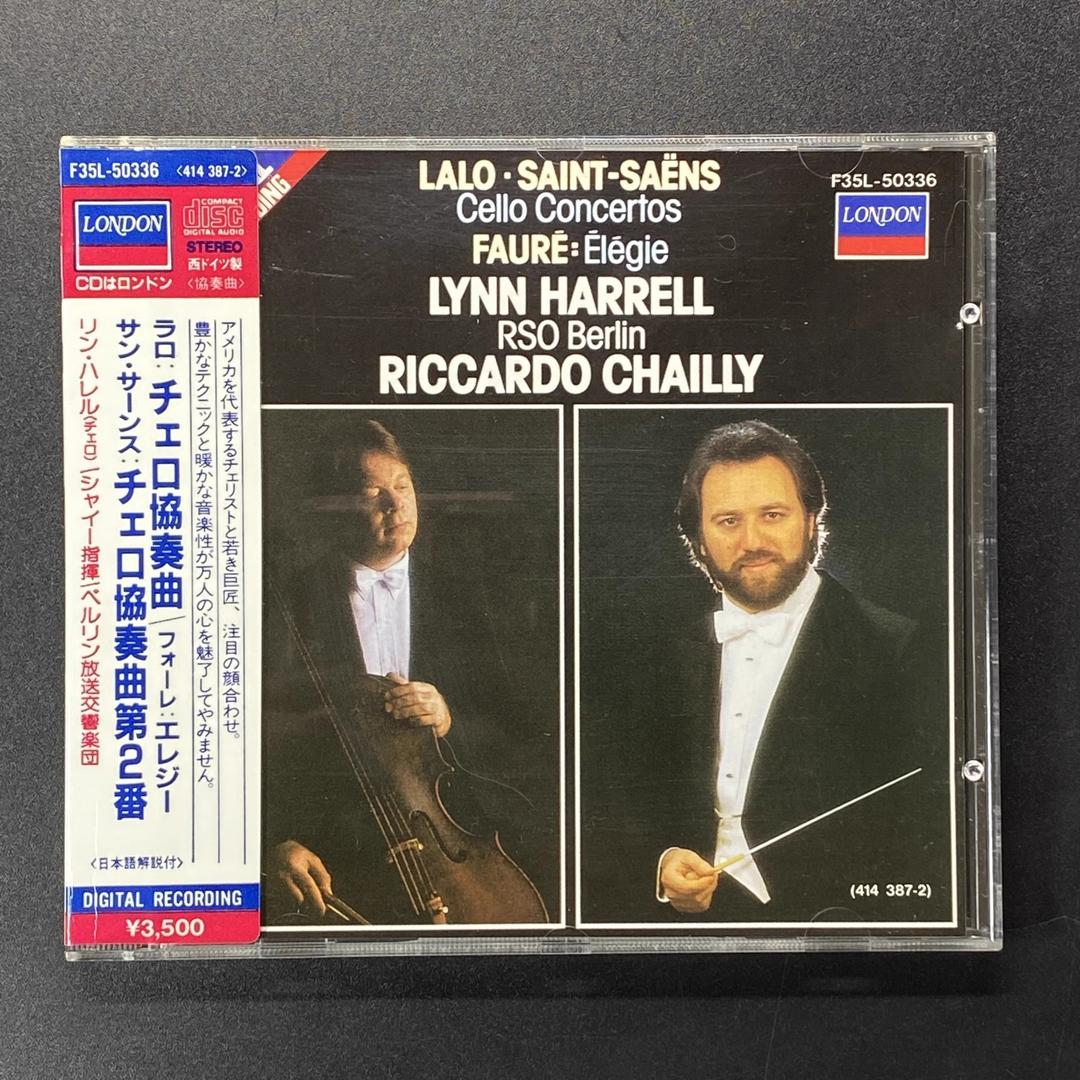 F35L-50336 〈414 387-2〉
LONDON
COMPACT
disc
DIGITAL AUDIO
STEREO
西ドイツ製
〈協奏曲〉
CDはロンドン
アメリカを代表するチェリストと若き巨匠、注目の顔合わせ。
豊かなテクニックと暖かな音楽性が万人の心を魅了してやみません。
ラロ:チェロ協奏曲/フォーレ:エレジー
サン・サーンス:チェロ協奏曲第2番
リン・ハレル(チェロ)/シャイー指揮/ベルリン放送交響楽団
〈日本語解説付〉
DIGITAL RECORDING
¥3,500
LALO・SAINT-SAËNS
Cello Concertos
FAURÉ: Élégie
LYNN HARRELL
RSO Berlin
RICCARDO CHAILLY
F35L-50336
LONDON
(414 387-2)